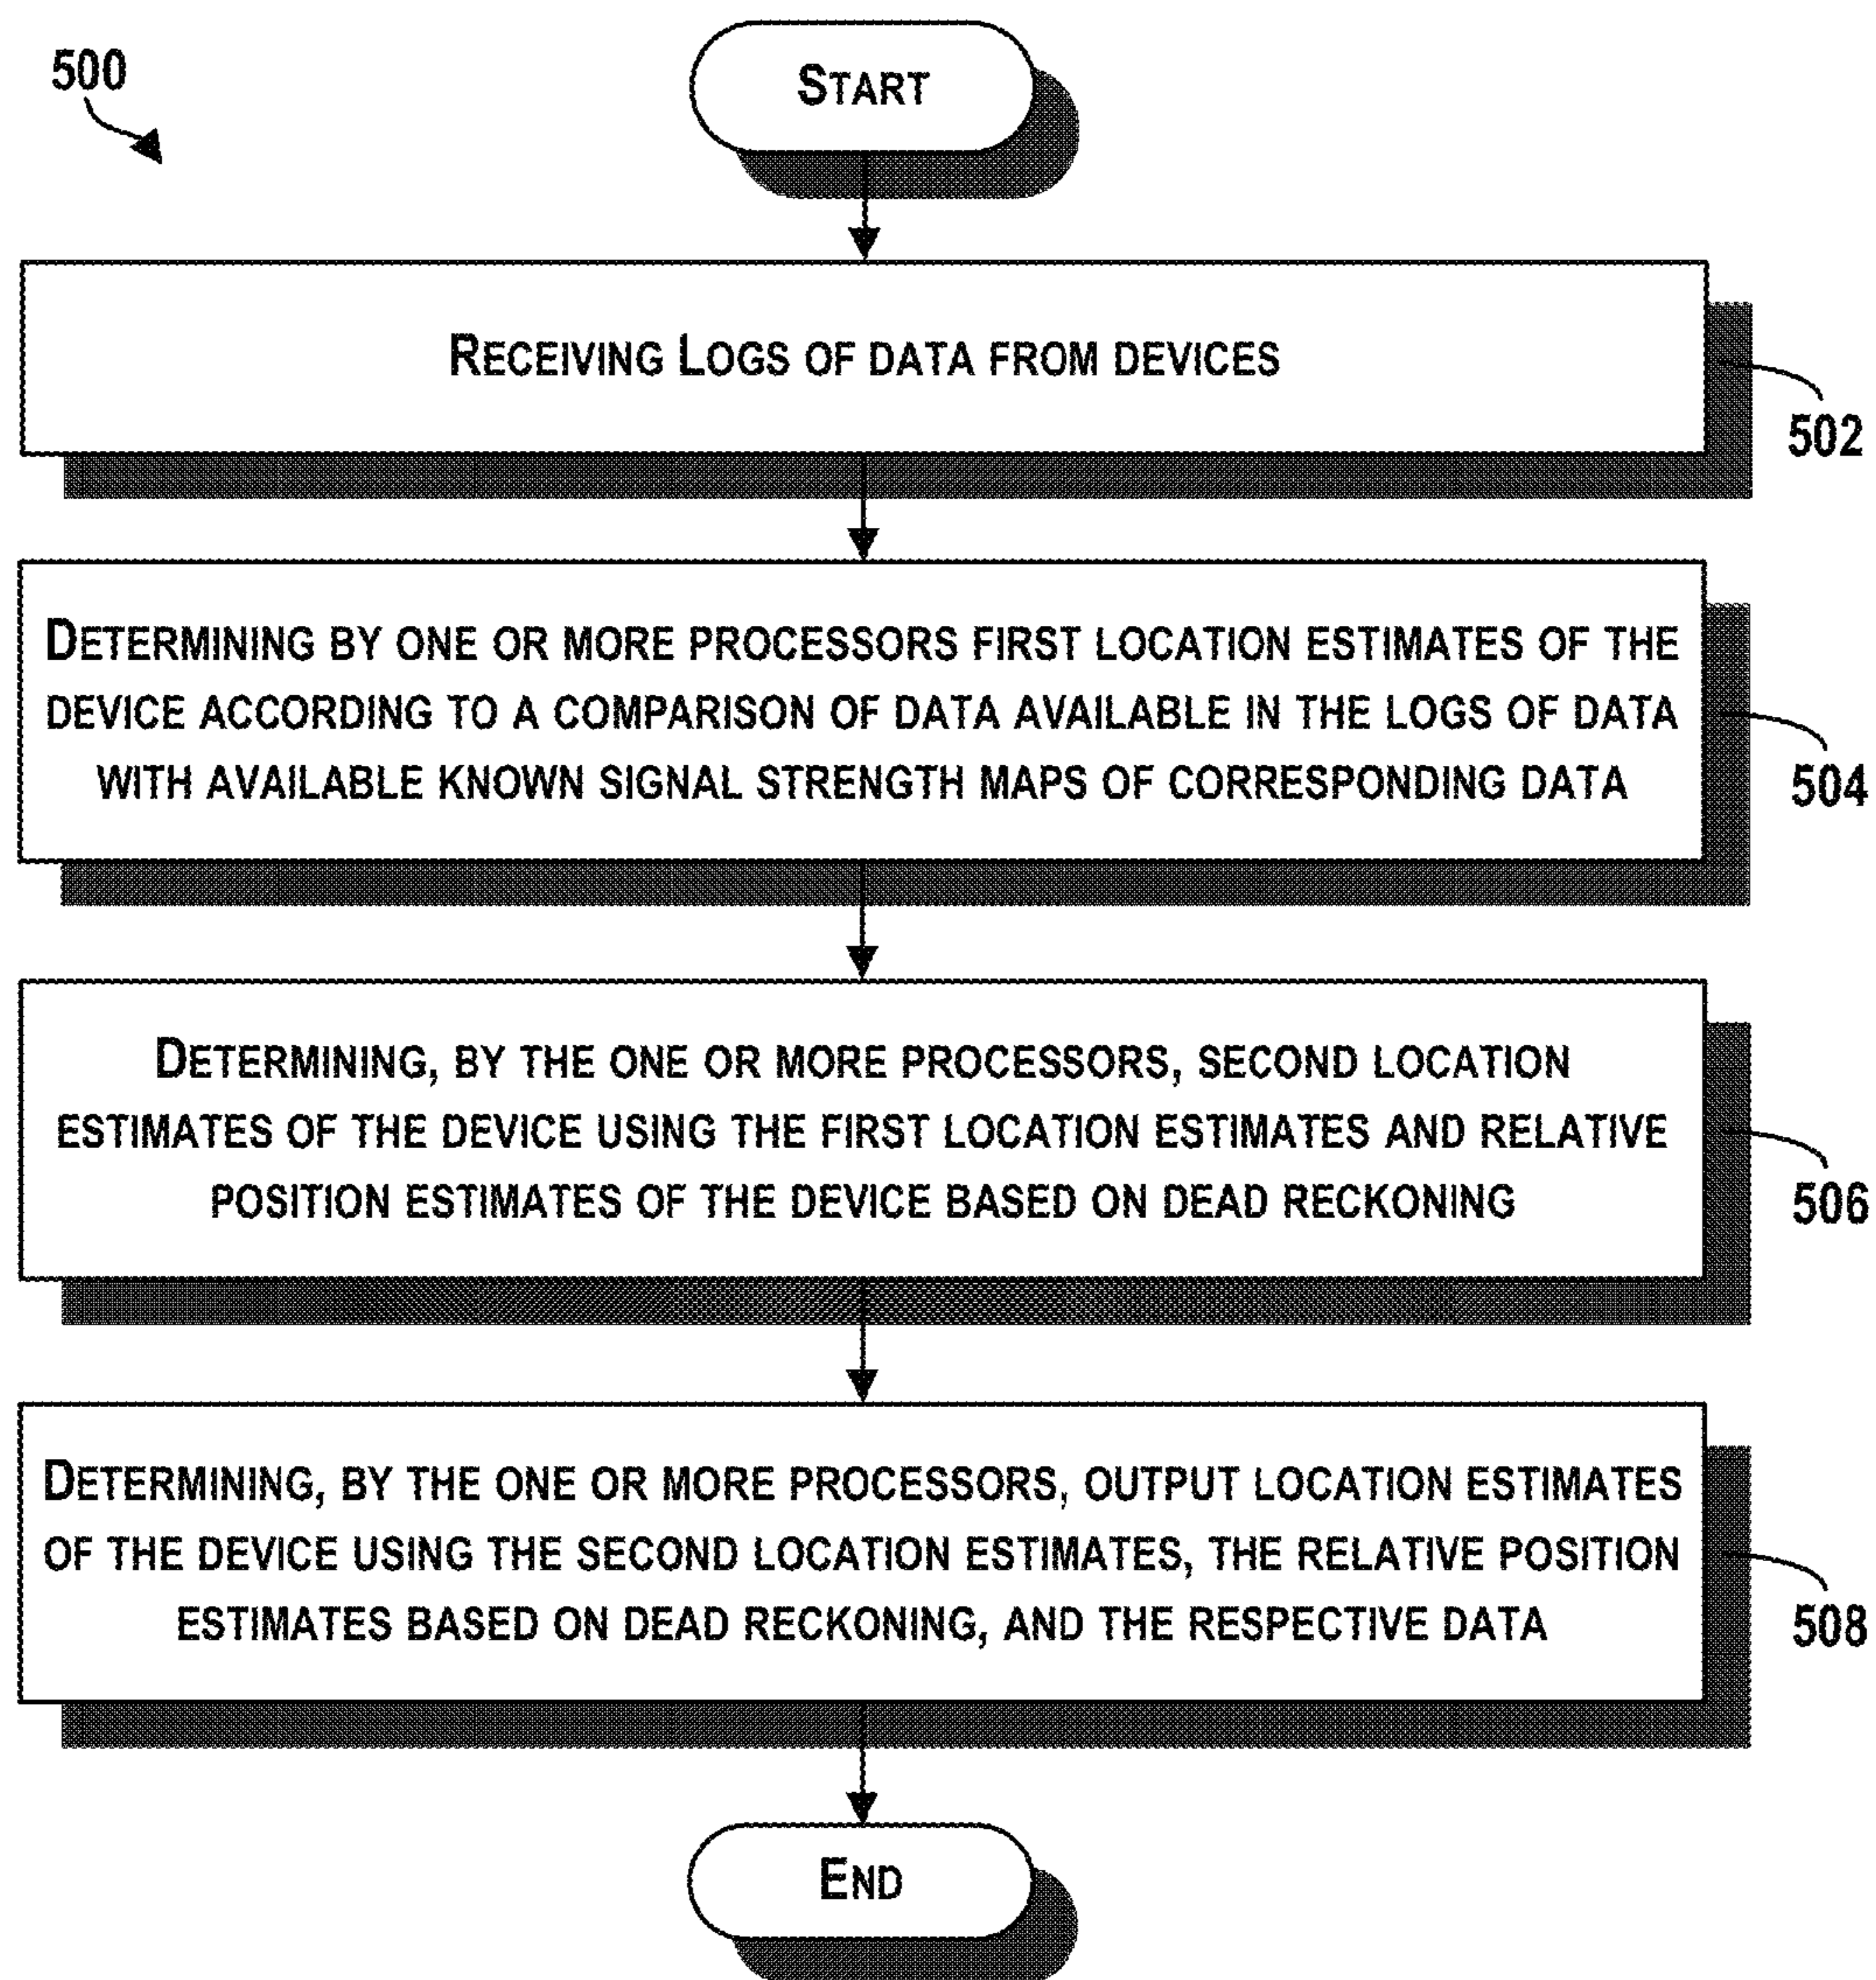 500
START
RECEIVING LOGS OF DATA FROM DEVICES
502
DETERMINING BY ONE OR MORE PROCESSORS FIRST LOCATION ESTIMATES OF THE
DEVICE ACCORDING TO A COMPARISON OF DATA AVAILABLE IN THE LOGS OF DATA
WITH AVAILABLE KNOWN SIGNAL STRENGTH MAPS OF CORRESPONDING DATA
504
DETERMINING, BY THE ONE OR MORE PROCESSORS, SECOND LOCATION
ESTIMATES OF THE DEVICE USING THE FIRST LOCATION ESTIMATES AND RELATIVE
POSITION ESTIMATES OF THE DEVICE BASED ON DEAD RECKONING
506
DETERMINING, BY THE ONE OR MORE PROCESSORS, OUTPUT LOCATION ESTIMATES
OF THE DEVICE USING THE SECOND LOCATION ESTIMATES, THE RELATIVE POSITION
ESTIMATES BASED ON DEAD RECKONING, AND THE RESPECTIVE DATA
508
END